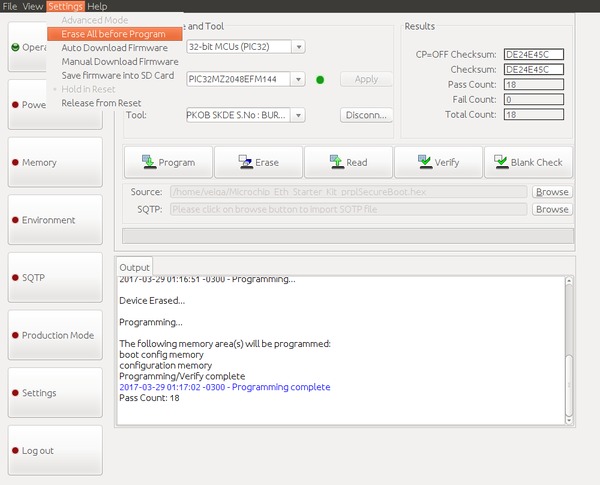 File View Settings Help
Advanced Mode
Erase All before Program
Auto Download Firmware
Manual Download Firmware
Save firmware into SD Card
Hold In Reset
Release from Reset
Opera
Power
Memory
Environment
SQTP
Production Mode
Settings
Log out
e and Tool
32-bit MCUs (PIC32)
PIC32MZ2048EFM144
Apply
Tool:
PKOB SKDE S.No : BUR...
Disconn...
Results
CP=OFF Checksum: DE24E45C
Checksum: DE24E45C
Pass Count: 18
Fail Count: 0
Total Count: 18
Program
Erase
Read
Verify
Blank Check
Source: /home/velga/Microchip_Eth_Starter_Kit_proj5ecureBoot.hex Browse
SQTP: Please click on browse button to import SQTP file Browse
Output
2017-03-29 01:16:51 -0300 - Programming...
Device Erased...
Programming...
The following memory area(s) will be programmed:
boot config memory
configuration memory
Programming/Verify complete
2017-03-29 01:17:02 -0300 - Programming complete
Pass Count: 18